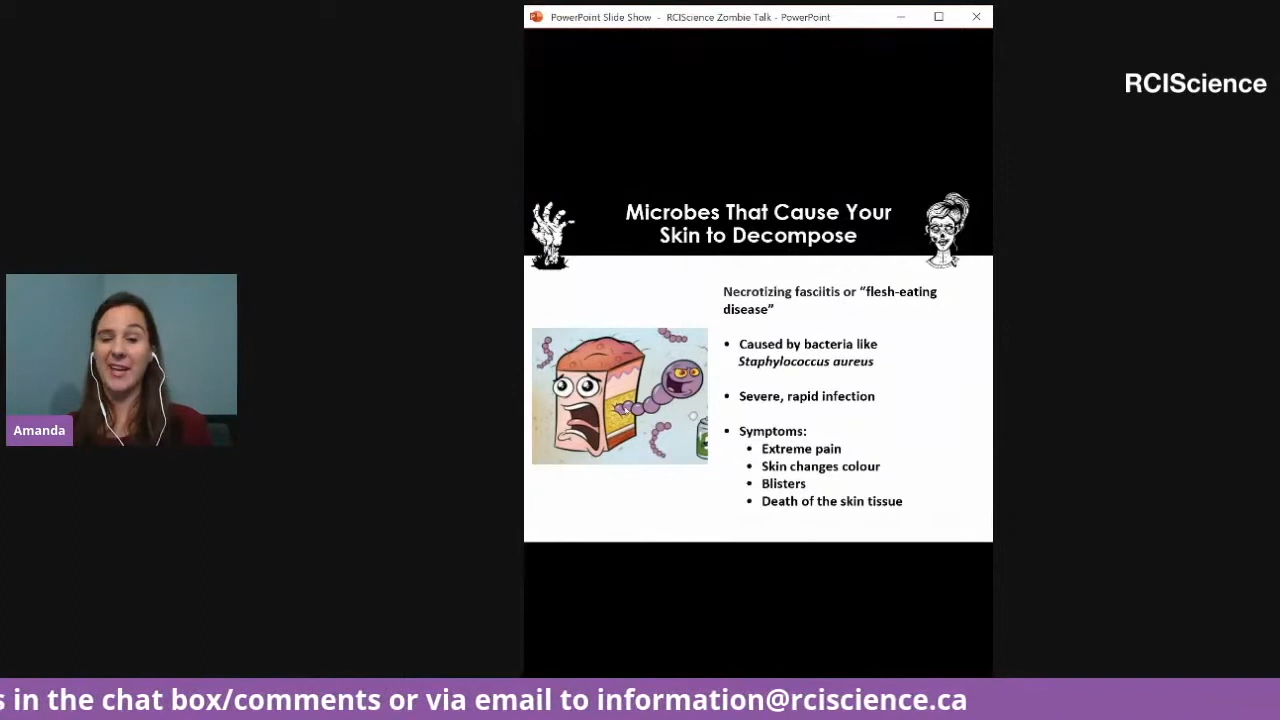 PowerPoint Slide Show - RCIScience Zombie Talk - PowerPoint
RCIScience
Microbes That Cause Your
Skin to Decompose
Necrotizing fasciitis or “flesh-eating
disease”
• Caused by bacteria like
Staphylococcus aureus
• Severe, rapid infection
• Symptoms:
• Extreme pain
• Skin changes colour
• Blisters
• Death of the skin tissue
Amanda
s in the chat box/comments or via email to information@rciscience.ca